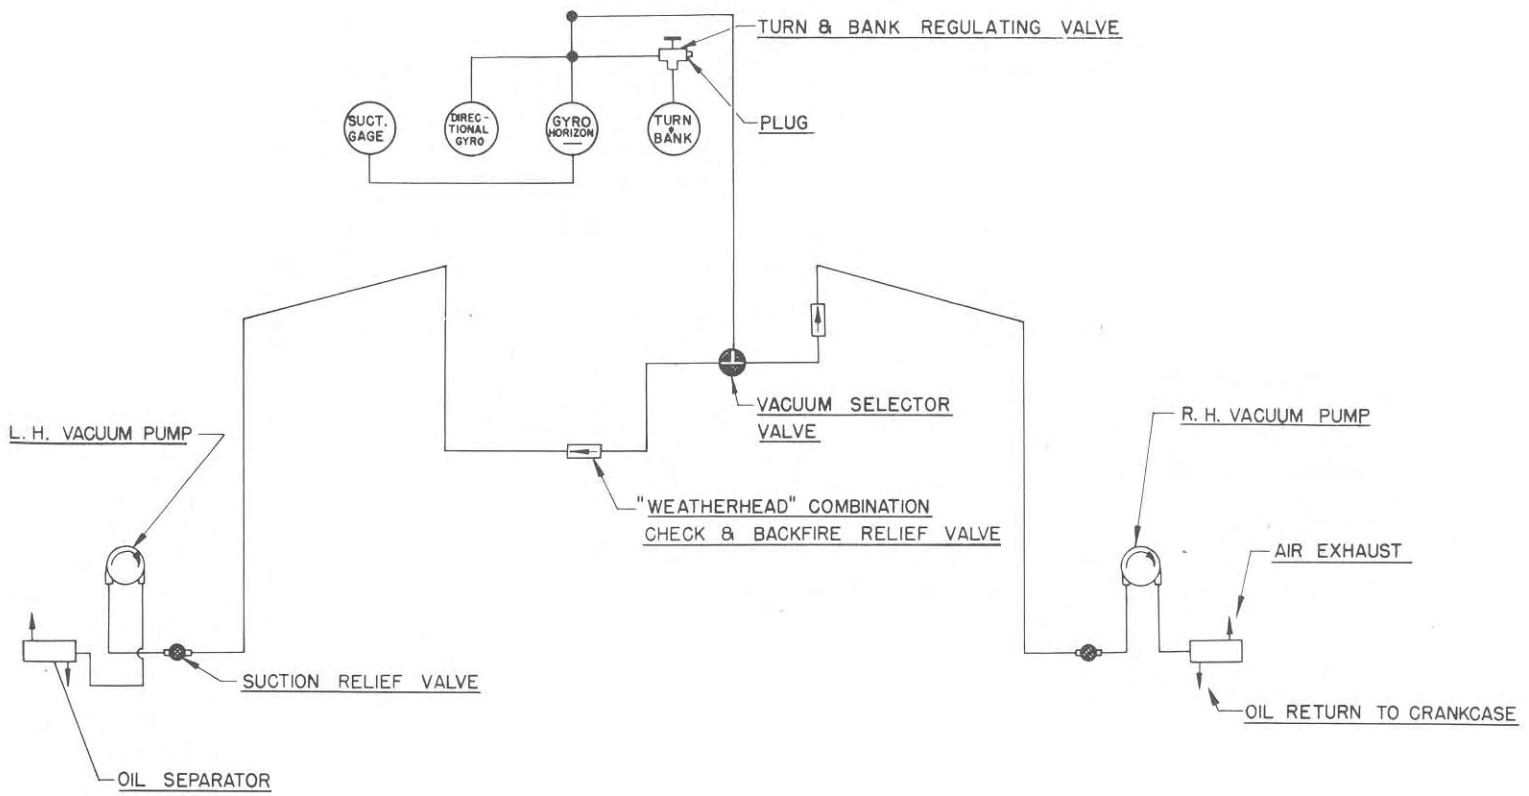 TURN & BANK REGULATING VALVE
PLUG
SUCT.
GAGE
DIREC-
TIONAL
GYRO
GYRO
HORIZON
TURN
&
BANK
VACUUM SELECTOR
VALVE
L. H. VACUUM PUMP
R. H. VACUUM PUMP
"WEATHERHEAD" COMBINATION
CHECK & BACKFIRE RELIEF VALVE
AIR EXHAUST
SUCTION RELIEF VALVE
OIL RETURN TO CRANKCASE
OIL SEPARATOR